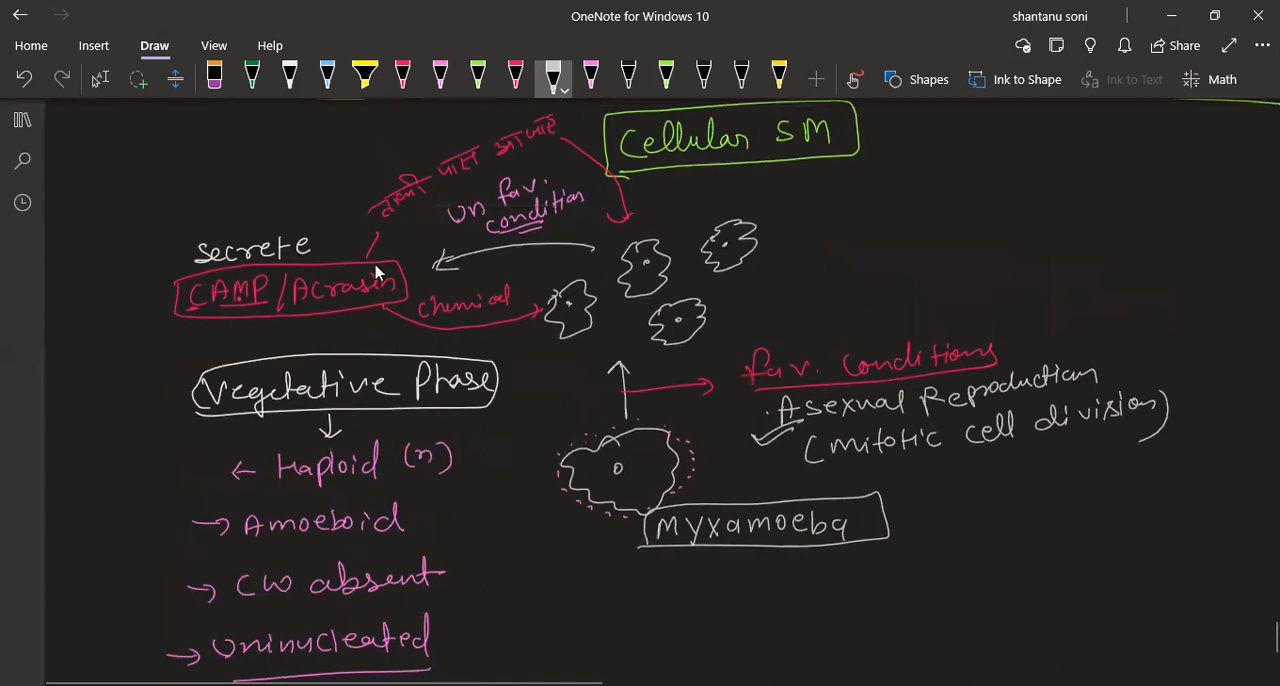 OneNote for Windows 10
shantanu soni
Home Insert Draw View Help
Share
Shapes
Ink to Shape
Ink to Text
Math
Cellular SM
पास आ जाओ
Un fav.
condition
secrete
CAMP/Acrasin
chemical
Vegetative Phase
fav. conditions
Asexual Reproduction
(mitotic cell division)
← Haploid (n)
→ Amoeboid
→ CW absent
→ Uninucleated
myxamoeba